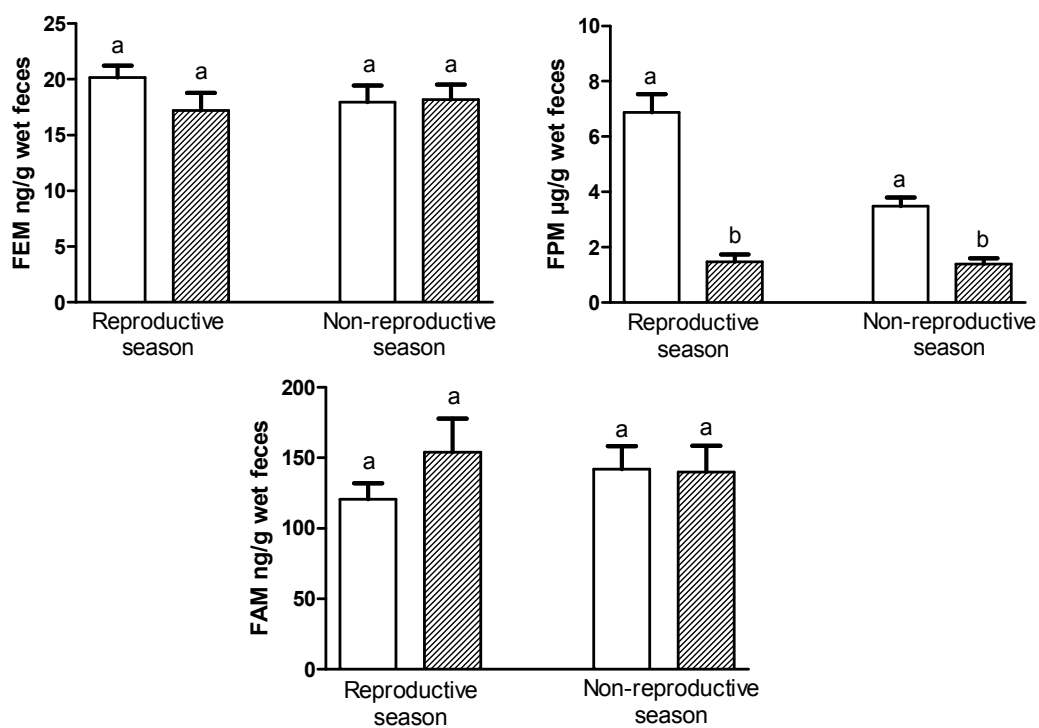 FEM ng/g wet feces
25
20
15
10
5
0
a
a
a
a
Reproductive
season
Non-reproductive
season
FPM µg/g wet feces
10
8
6
4
2
0
a
b
a
b
Reproductive
season
Non-reproductive
season
FAM ng/g wet feces
200
150
100
50
0
a
a
a
a
Reproductive
season
Non-reproductive
season